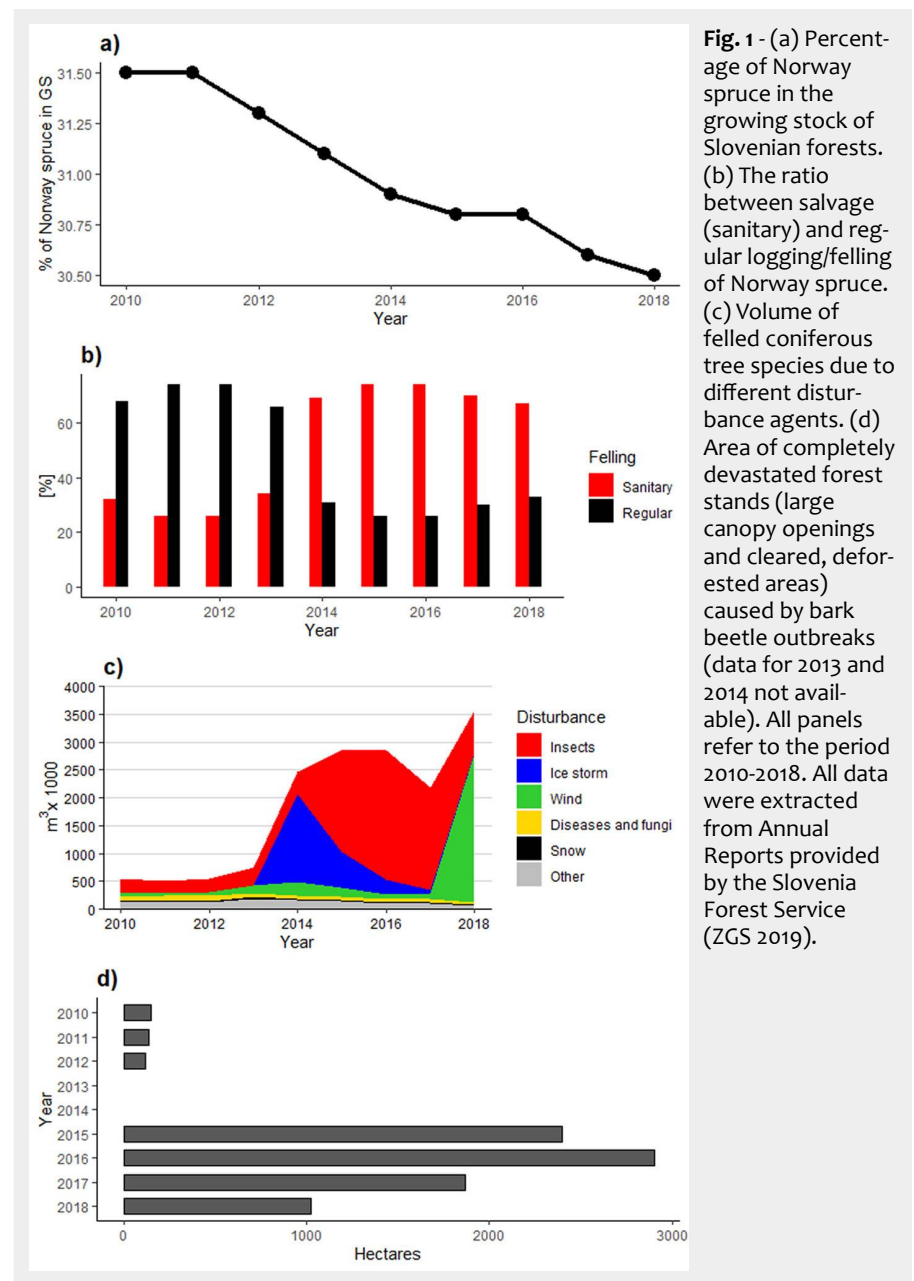 a)
% of Norway spruce in GS
31.50
31.25
31.00
30.75
30.50
2010
2012
2014
2016
2018
Year
b)
[%]
60
40
20
0
2010
2012
2014
2016
2018
Year
Felling
Sanitary
Regular
c)
m³x 1000
4000
3500
3000
2500
2000
1500
1000
500
0
2010
2012
2014
2016
2018
Year
Disturbance
Insects
Ice storm
Wind
Diseases and fungi
Snow
Other
d)
Year
2010
2011
2012
2013
2014
2015
2016
2017
2018
0
1000
2000
3000
Hectares
Fig. 1 - (a) Percent-
age of Norway
spruce in the
growing stock of
Slovenian forests.
(b) The ratio
between salvage
(sanitary) and reg-
ular logging/felling
of Norway spruce.
(c) Volume of
felled coniferous
tree species due to
different distur-
bance agents. (d)
Area of completely
devastated forest
stands (large
canopy openings
and cleared, defor-
ested areas)
caused by bark
beetle outbreaks
(data for 2013 and
2014 not avail-
able). All panels
refer to the period
2010-2018. All data
were extracted
from Annual
Reports provided
by the Slovenia
Forest Service
(ZGS 2019).